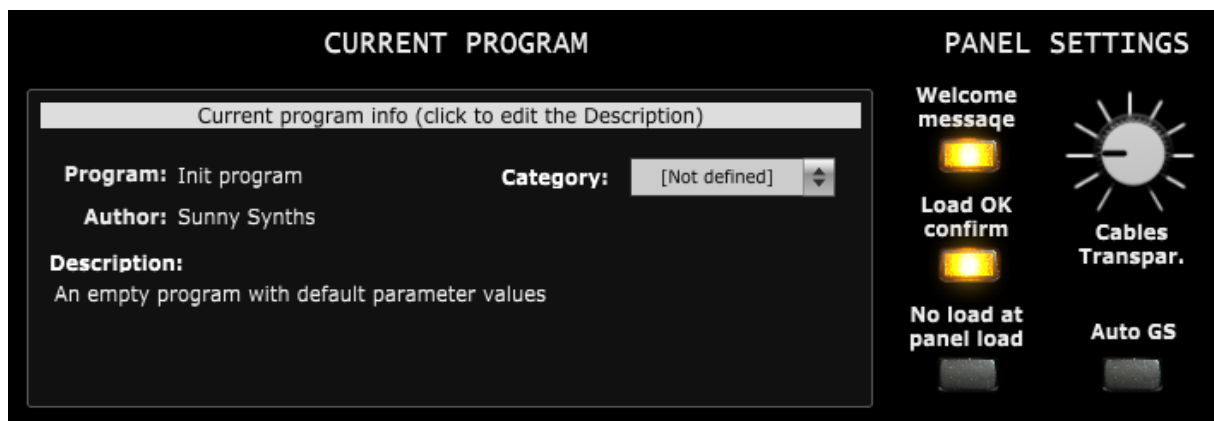 CURRENT PROGRAM
PANEL SETTINGS
Current program info (click to edit the Description)
Program: Init program
Category: [Not defined]
Author: Sunny Synths
Description:
An empty program with default parameter values
Welcome
message
Load OK
confirm
Cables
Transpar.
No load at
panel load
Auto GS